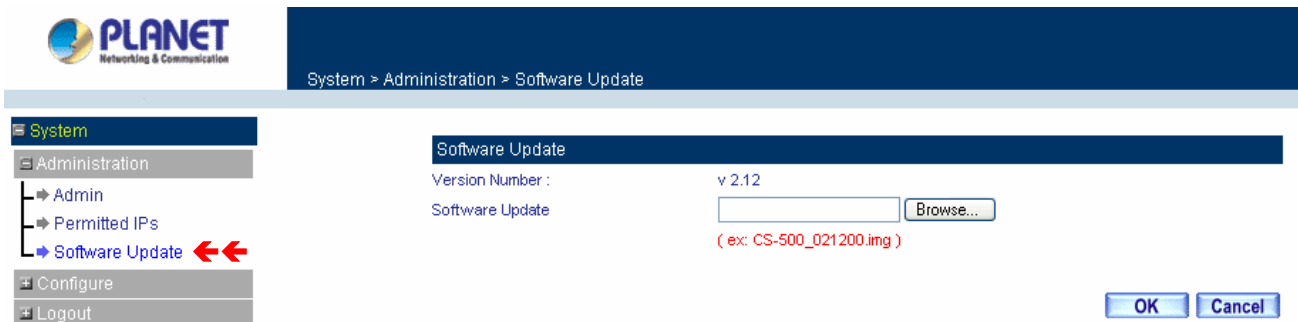 PLANET
Networking & Communication
System > Administration > Software Update
System
Administration
Admin
Permitted IPs
Software Update
Configure
Logout
Software Update
Version Number : v 2.12
Software Update Browse...
( ex: CS-500_021200.img )
OK Cancel